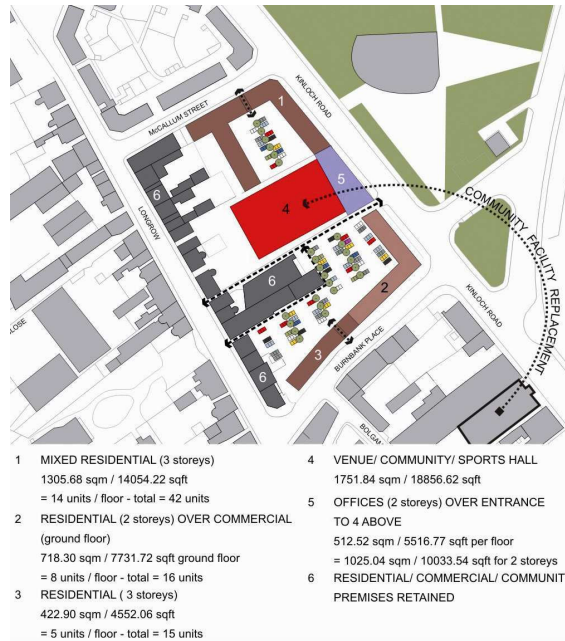 McCALLUM STREET
KINLOCH ROAD
1
6
5
4
LONGROW
COMMUNITY FACILITY REPLACEMENT
6
2
KINLOCH ROAD
CLOSE
3
BURNBANK PLACE
6
BOLGAM
1 MIXED RESIDENTIAL (3 storeys)
1305.68 sqm / 14054.22 sqft
= 14 units / floor - total = 42 units
2 RESIDENTIAL (2 storeys) OVER COMMERCIAL
(ground floor)
718.30 sqm / 7731.72 sqft ground floor
= 8 units / floor - total = 16 units
3 RESIDENTIAL ( 3 storeys)
422.90 sqm / 4552.06 sqft
= 5 units / floor - total = 15 units
4 VENUE/ COMMUNITY/ SPORTS HALL
1751.84 sqm / 18856.62 sqft
5 OFFICES (2 storeys) OVER ENTRANCE
TO 4 ABOVE
512.52 sqm / 5516.77 sqft per floor
= 1025.04 sqm / 10033.54 sqft for 2 storeys
6 RESIDENTIAL/ COMMERCIAL/ COMMUNIT
PREMISES RETAINED